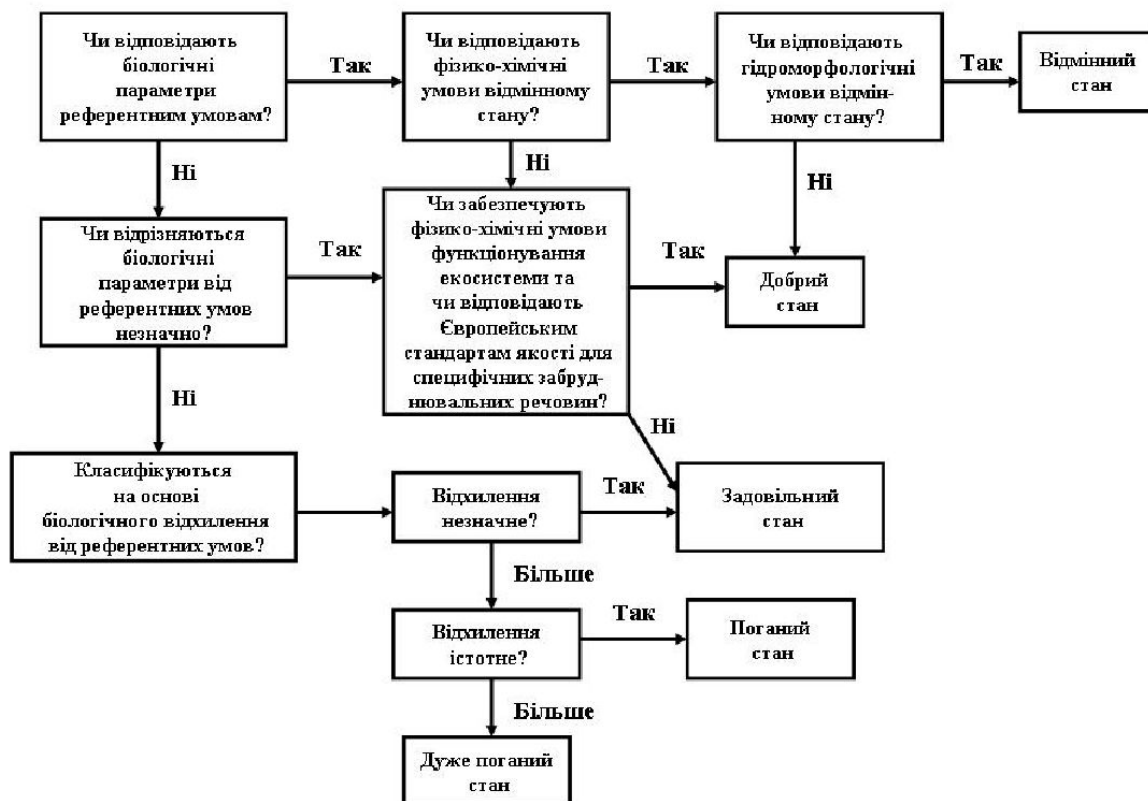 Чи відповідають
біологічні
параметри
референтним умовам?
Так
Чи відповідають
фізико-хімічні
умови відмінному
стану?
Так
Чи відповідають
гідроморфологічні
умови відмін-
ному стану?
Так
Відмінний
стан
Ні
Ні
Ні
Чи відрізняються
біологічні
параметри від
референтних умов
незначно?
Так
Чи забезпечують
фізико-хімічні умови
функціонування
екосистеми та
чи відповідають
Європейським
стандартам якості для
специфічних забруд-
нювальних речовин?
Так
Добрий
стан
Ні
Ні
Класифікуються
на основі
біологічного відхилення
від референтних умов?
Відхилення
незначне?
Так
Задовільний
стан
Більше
Відхилення
істотне?
Так
Поганий
стан
Більше
Дуже поганий
стан